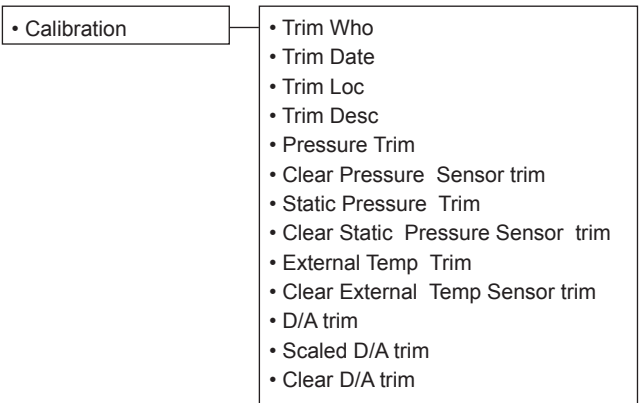 • Calibration
• Trim Who
• Trim Date
• Trim Loc
• Trim Desc
• Pressure Trim
• Clear Pressure Sensor trim
• Static Pressure Trim
• Clear Static Pressure Sensor trim
• External Temp Trim
• Clear External Temp Sensor trim
• D/A trim
• Scaled D/A trim
• Clear D/A trim